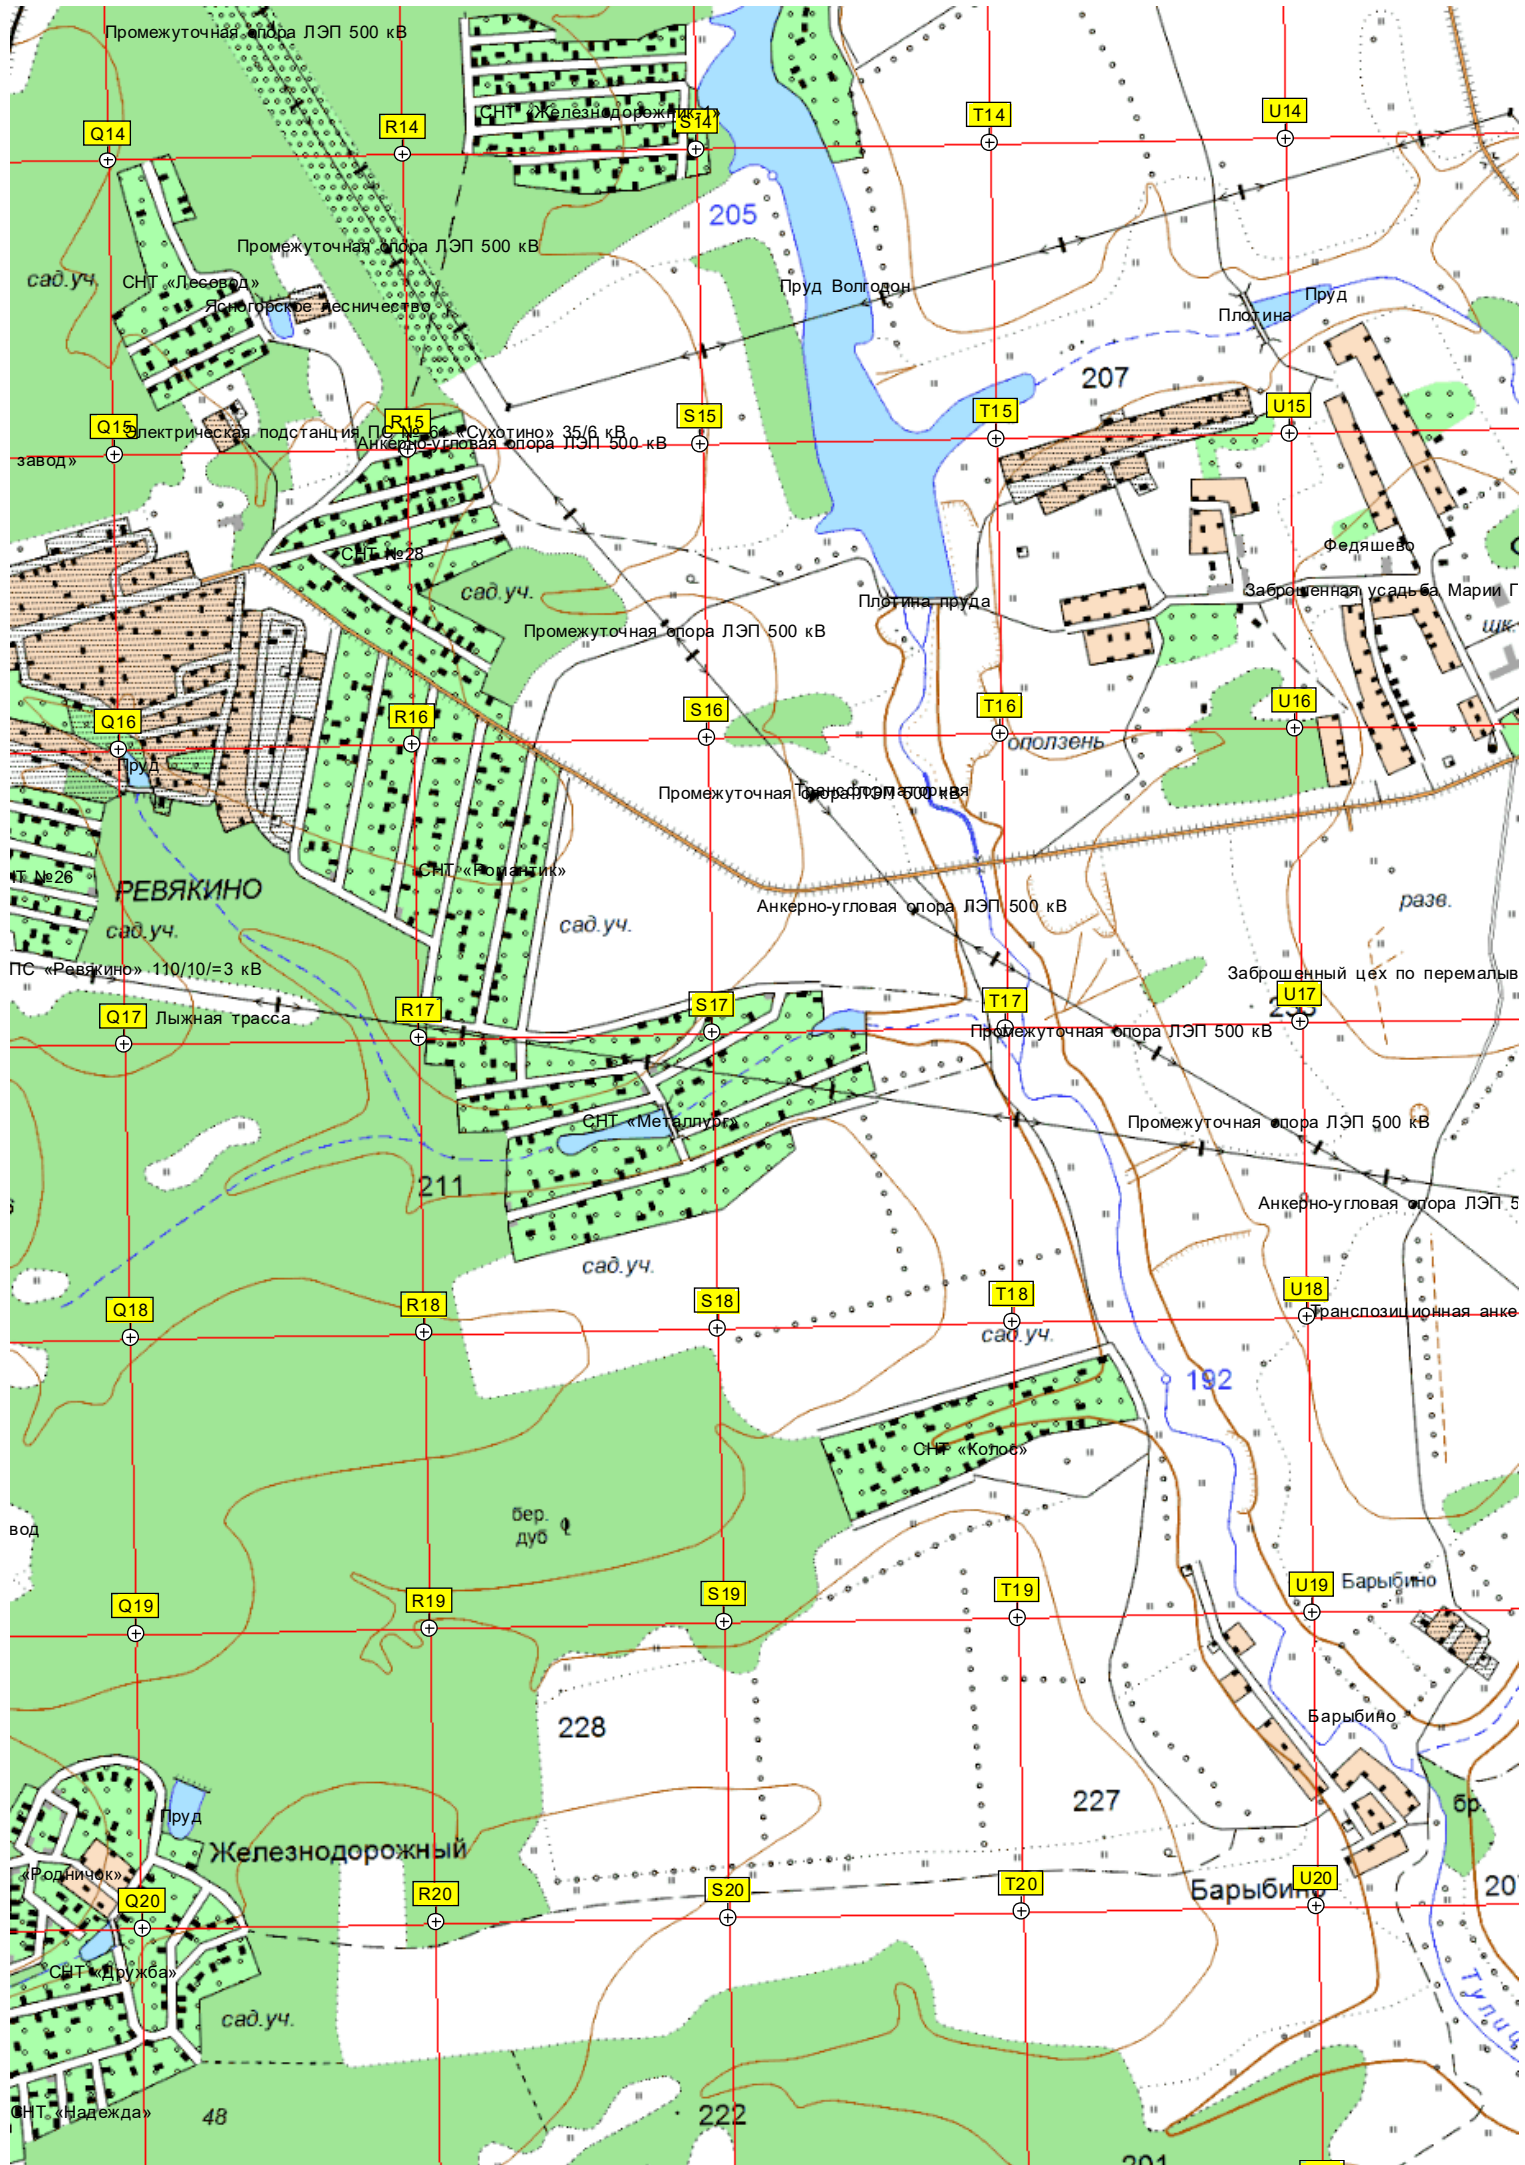 Промежуточная опора ЛЭП 500 кВ
СНТ «Железнодорожник-1»
Q14
R14
S14
T14
U14
205
Промежуточная опора ЛЭП 500 кВ
сад.уч.
СНТ «Лесовод»
Ясногорское лесничество
Пруд Волгодон
Пруд
Плотина
207
Q15
R15
S15
T15
U15
Электрическая подстанция ПС № 64 «Сухотино» 35/6 кВ
Анкерно-угловая опора ЛЭП 500 кВ
завод»
СНТ №28
Федяшево
сад.уч.
Плотина пруда
Заброшенная усадьба Марии Г
шк.
Промежуточная опора ЛЭП 500 кВ
Q16
R16
S16
T16
U16
оползень
Пруд
Промежуточная опора ЛЭП 500 кВ
Трансформаторная
Т №26
РЕВЯКИНО
СНТ «Романтик»
разв.
Анкерно-угловая опора ЛЭП 500 кВ
сад.уч.
сад.уч.
ПС «Ревякино» 110/10/=3 кВ
Заброшенный цех по перемалыв
Q17
Лыжная трасса
R17
S17
T17
U17
Промежуточная опора ЛЭП 500 кВ
СНТ «Металлург»
Промежуточная опора ЛЭП 500 кВ
211
Анкерно-угловая опора ЛЭП 5
сад.уч.
Q18
R18
S18
T18
U18
Транспозиционная анке
сад.уч.
192
СНТ «Колос»
бер.
дуб
вод
Q19
R19
S19
T19
U19
Барыбино
228
Барыбино
227
бр.
Пруд
Железнодорожный
«Родничок»
Q20
R20
S20
T20
U20
Барыбино
207
СНТ «Дружба»
сад.уч.
Тулиц
СНТ «Надежда»
48
222
201